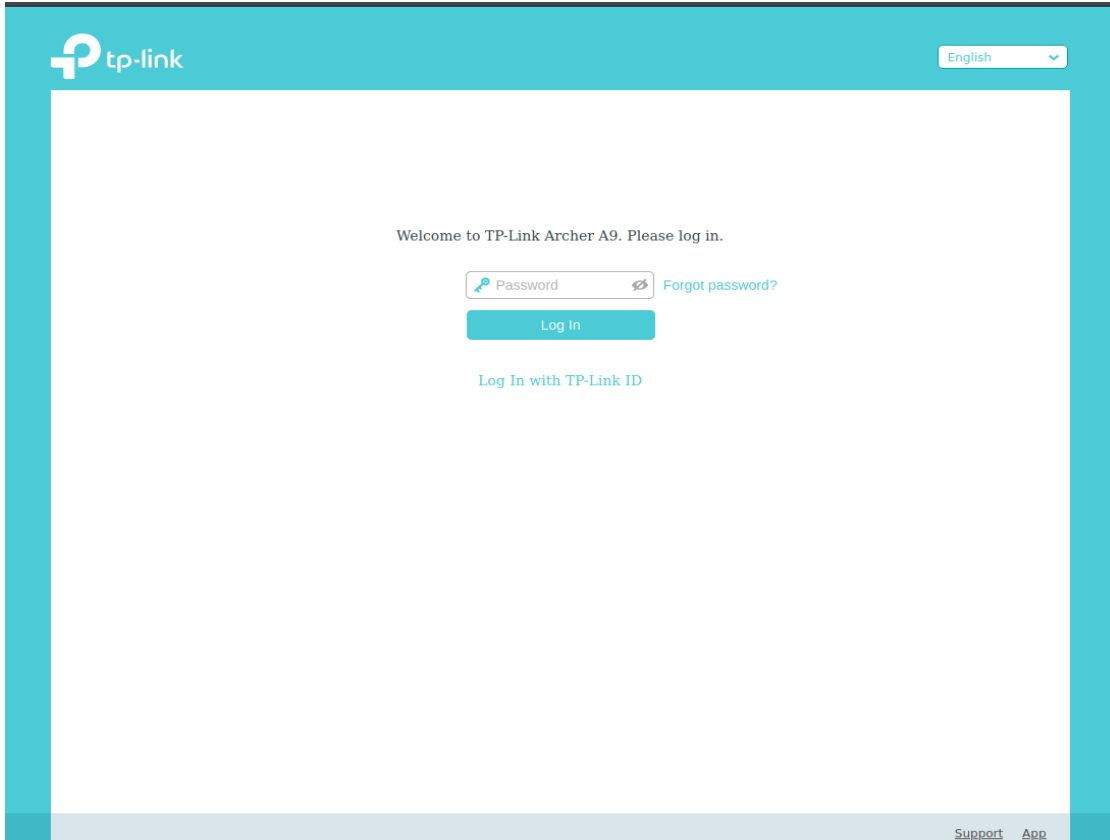 tp-link
English
Welcome to TP-Link Archer A9. Please log in.
Password
Forgot password?
Log In
Log In with TP-Link ID
Support App